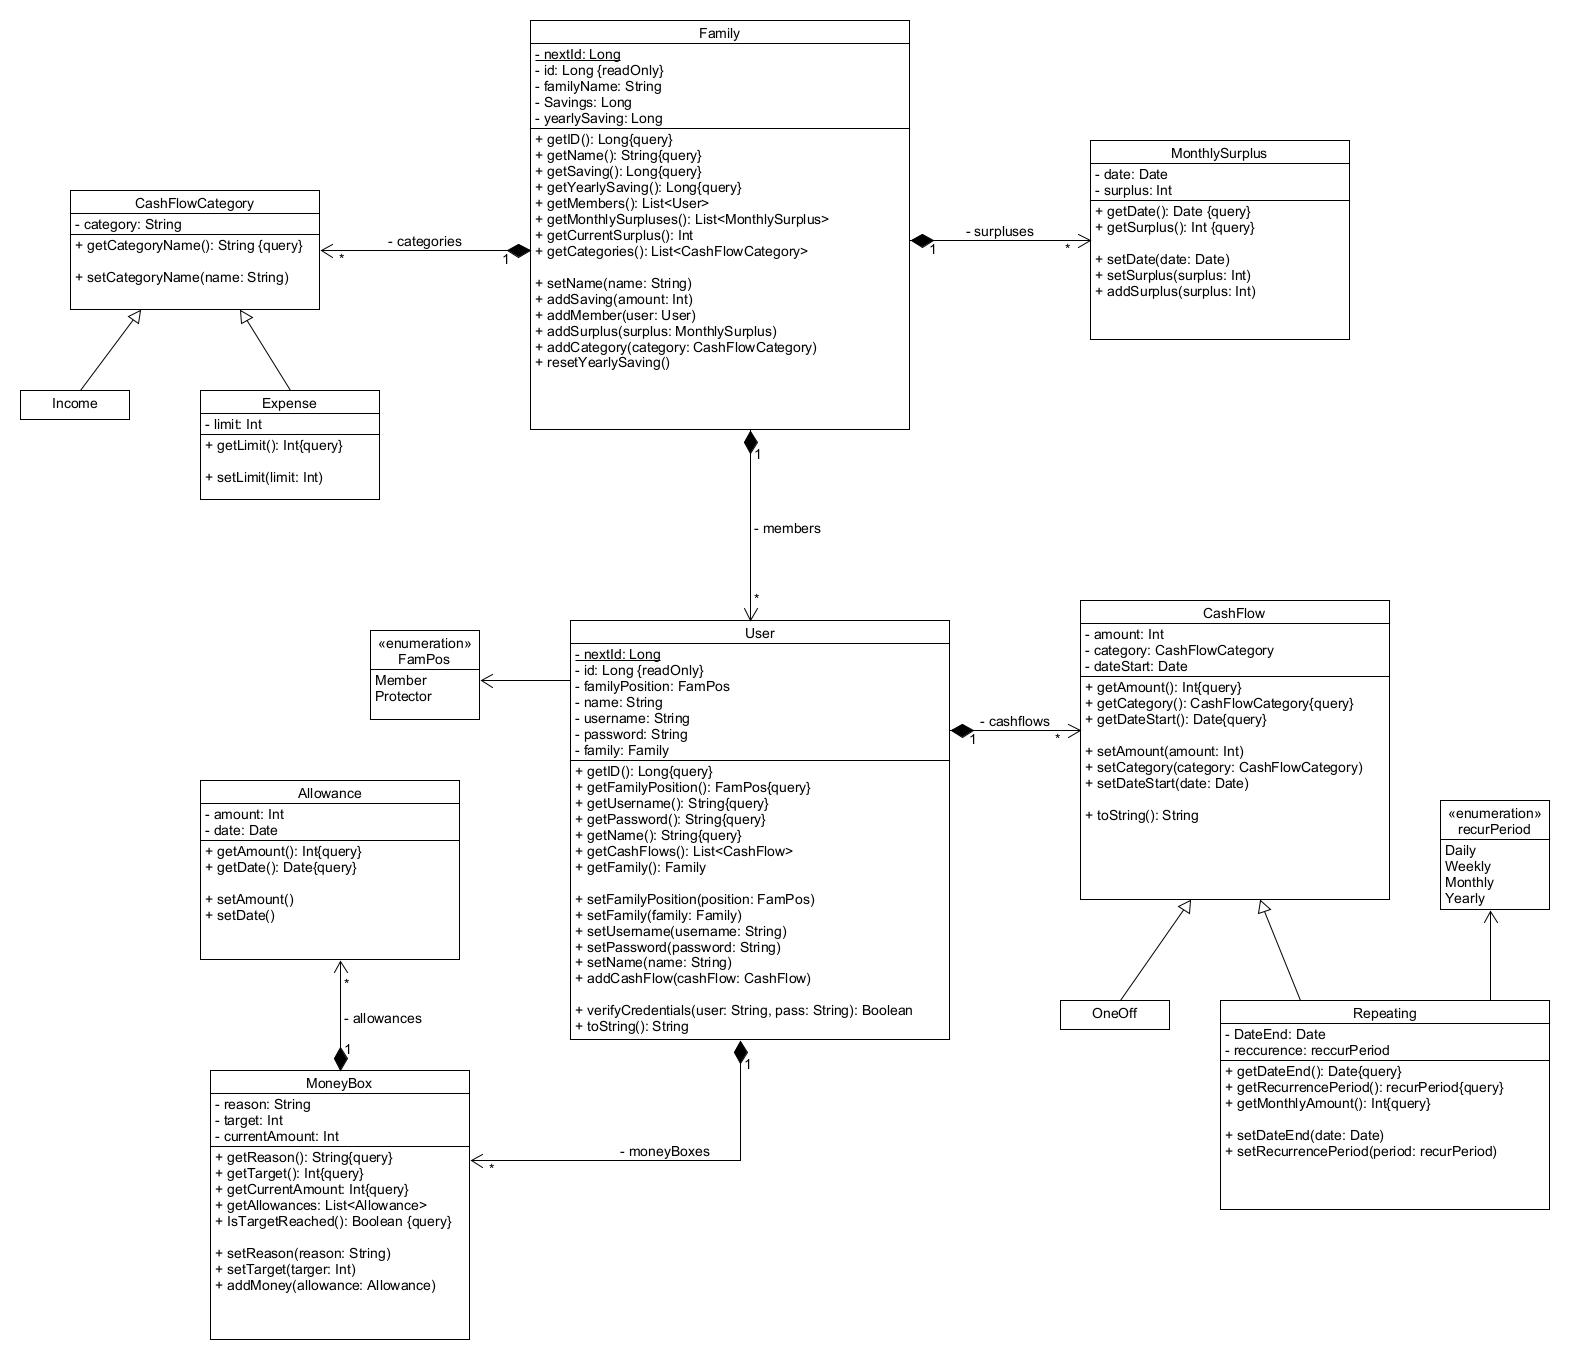 Family
- nextId: Long
- id: Long {readOnly}
- familyName: String
- Savings: Long
- yearlySaving: Long
+ getID(): Long{query}
+ getName(): String{query}
+ getSaving(): Long{query}
+ getYearlySaving(): Long{query}
+ getMembers(): List<User>
+ getMonthlySurpluses(): List<MonthlySurplus>
+ getCurrentSurplus(): Int
+ getCategories(): List<CashFlowCategory>
+ setName(name: String)
+ addSaving(amount: Int)
+ addMember(user: User)
+ addSurplus(surplus: MonthlySurplus)
+ addCategory(category: CashFlowCategory)
+ resetYearlySaving()
MonthlySurplus
- date: Date
- surplus: Int
+ getDate(): Date {query}
+ getSurplus(): Int {query}
+ setDate(date: Date)
+ setSurplus(surplus: Int)
+ addSurplus(surplus: Int)
- surpluses
1
*
CashFlowCategory
- category: String
+ getCategoryName(): String {query}
+ setCategoryName(name: String)
- categories
*
1
Income
Expense
- limit: Int
+ getLimit(): Int{query}
+ setLimit(limit: Int)
1
- members
*
«enumeration»
FamPos
Member
Protector
User
- nextId: Long
- id: Long {readOnly}
- familyPosition: FamPos
- name: String
- username: String
- password: String
- family: Family
+ getID(): Long{query}
+ getFamilyPosition(): FamPos{query}
+ getUsername(): String{query}
+ getPassword(): String{query}
+ getName(): String{query}
+ getCashFlows(): List<CashFlow>
+ getFamily(): Family
+ setFamilyPosition(position: FamPos)
+ setFamily(family: Family)
+ setUsername(username: String)
+ setPassword(password: String)
+ setName(name: String)
+ addCashFlow(cashFlow: CashFlow)
+ verifyCredentials(user: String, pass: String): Boolean
+ toString(): String
- cashflows
1
*
CashFlow
- amount: Int
- category: CashFlowCategory
- dateStart: Date
+ getAmount(): Int{query}
+ getCategory(): CashFlowCategory{query}
+ getDateStart(): Date{query}
+ setAmount(amount: Int)
+ setCategory(category: CashFlowCategory)
+ setDateStart(date: Date)
+ toString(): String
«enumeration»
recurPeriod
Daily
Weekly
Monthly
Yearly
OneOff
Repeating
- DateEnd: Date
- reccurence: reccurPeriod
+ getDateEnd(): Date{query}
+ getRecurrencePeriod(): recurPeriod{query}
+ getMonthlyAmount(): Int{query}
+ setDateEnd(date: Date)
+ setRecurrencePeriod(period: recurPeriod)
Allowance
- amount: Int
- date: Date
+ getAmount(): Int{query}
+ getDate(): Date{query}
+ setAmount()
+ setDate()
*
- allowances
1
1
- moneyBoxes
*
MoneyBox
- reason: String
- target: Int
- currentAmount: Int
+ getReason(): String{query}
+ getTarget(): Int{query}
+ getCurrentAmount: Int{query}
+ getAllowances: List<Allowance>
+ IsTargetReached(): Boolean {query}
+ setReason(reason: String)
+ setTarget(targer: Int)
+ addMoney(allowance: Allowance)